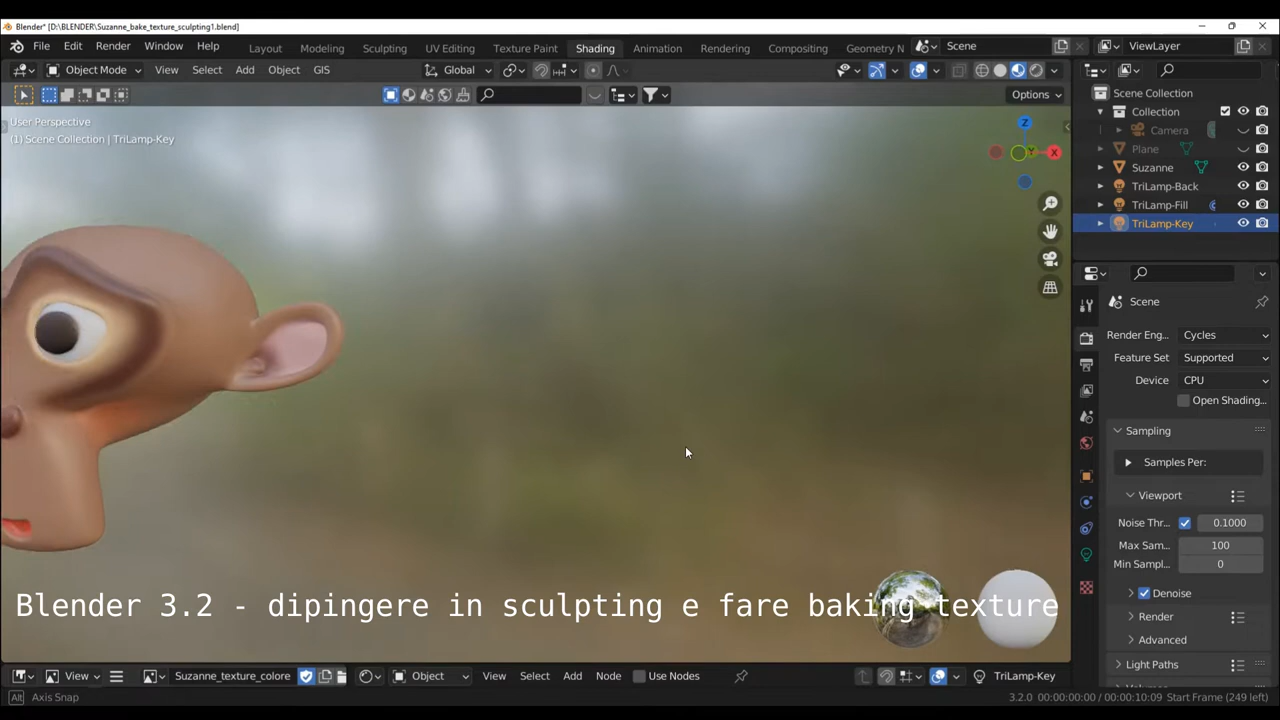 Blender* [D:\BLENDER\Suzanne_bake_texture_sculpting1.blend]
File Edit Render Window Help Layout Modeling Sculpting UV Editing Texture Paint Shading Animation Rendering Compositing Geometry N Scene ViewLayer
Object Mode View Select Add Object GIS Global
Options
User Perspective
(1) Scene Collection | TriLamp-Key
Z
Y
X
Scene Collection
Collection
Camera
Plane
Suzanne
TriLamp-Back
TriLamp-Fill
TriLamp-Key
Scene
Render Eng... Cycles
Feature Set Supported
Device CPU
Open Shading...
Sampling
Samples Per:
Viewport
Noise Thr... 0.1000
Max Sam... 100
Min Sampl... 0
Denoise
Render
Advanced
Light Paths
Blender 3.2 - dipingere in sculpting e fare baking texture
View Suzanne_texture_colore Object View Select Add Node Use Nodes TriLamp-Key
Alt Axis Snap 3.2.0 00:00:00:00 / 00:00:10:09 Start Frame (249 left)